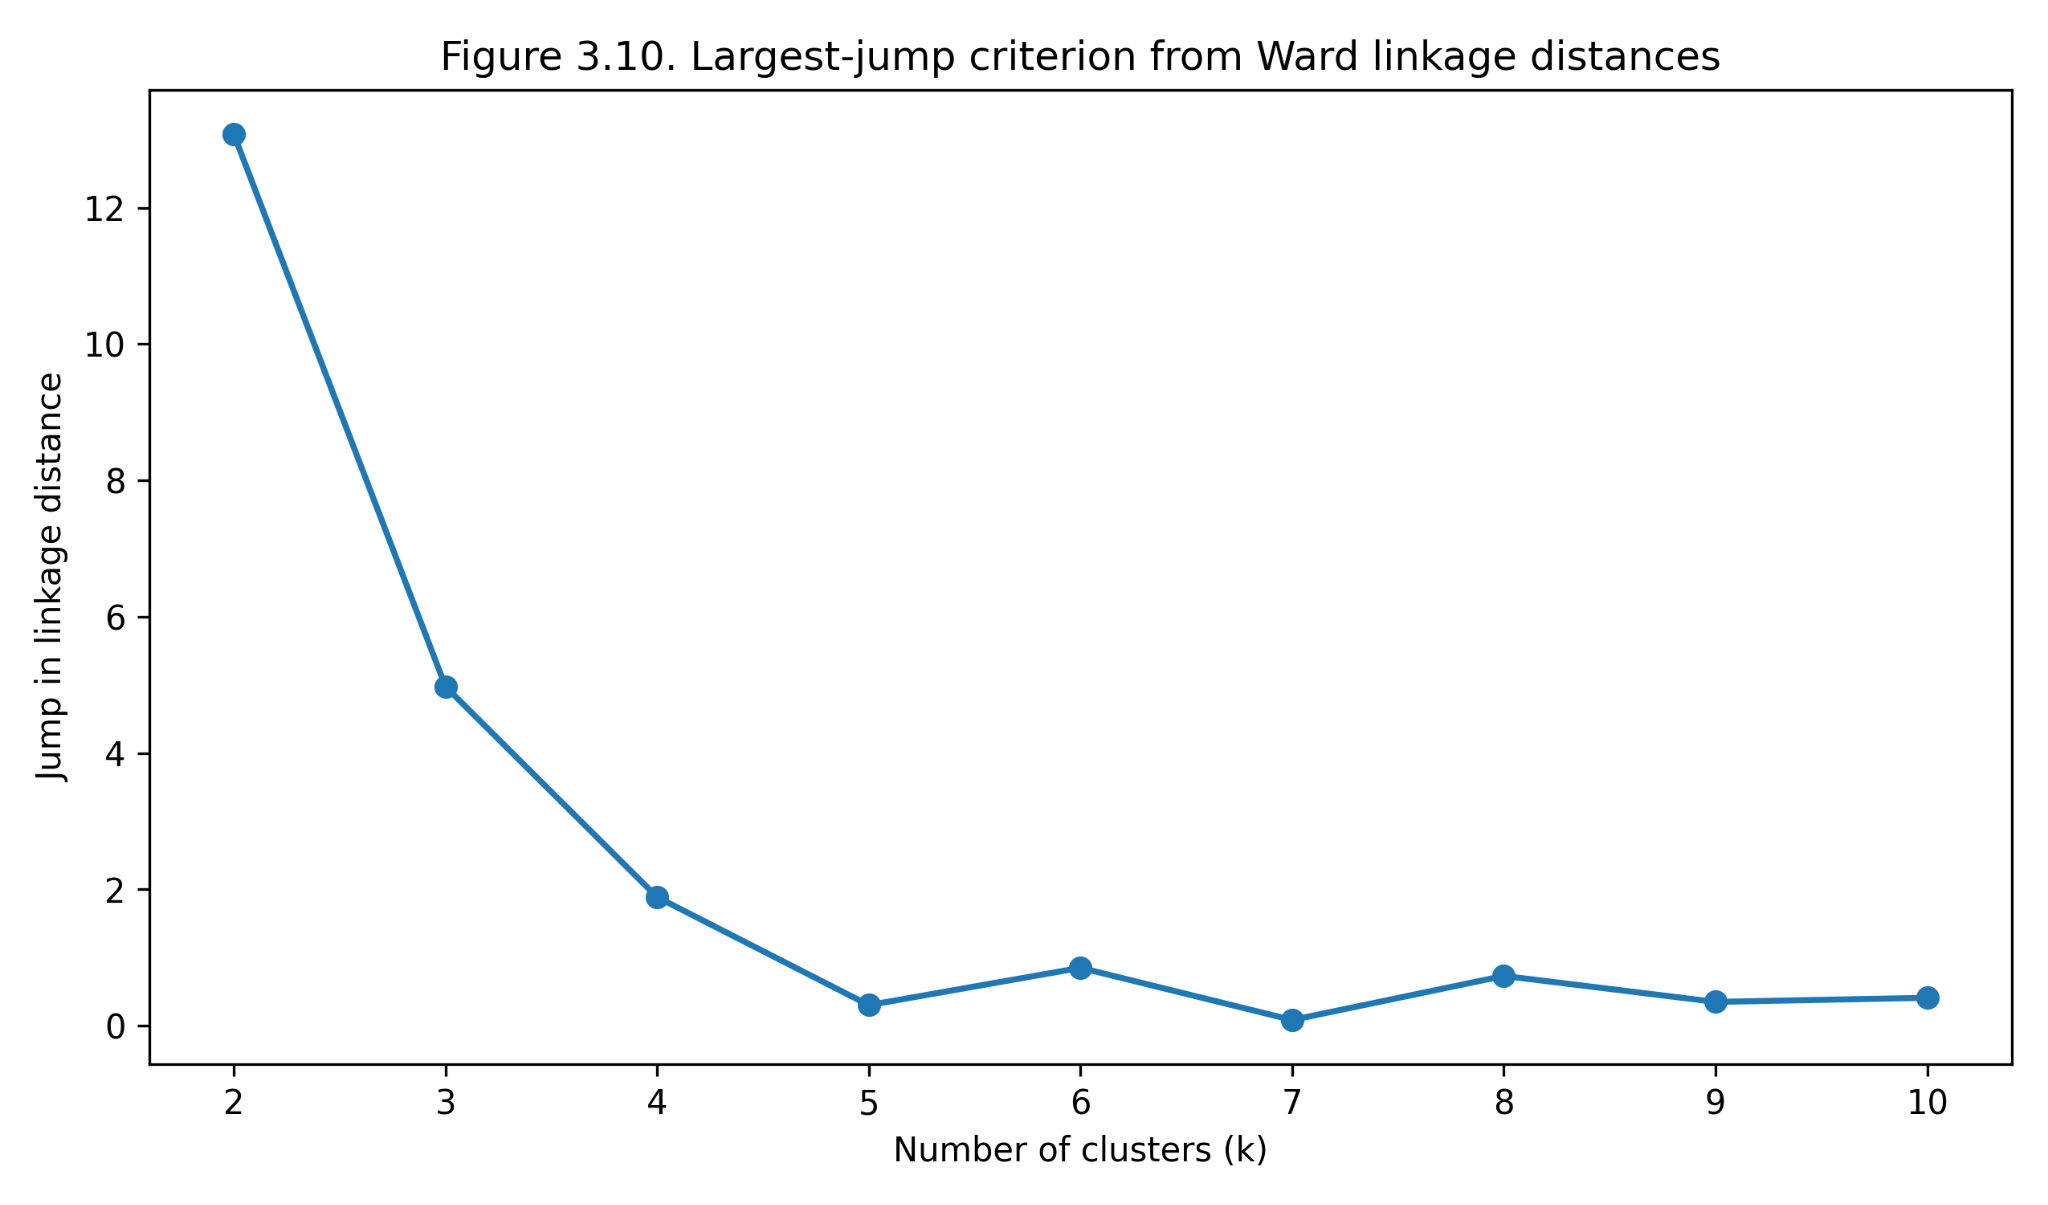 Figure 3.10. Largest-jump criterion from Ward linkage distances
Jump in linkage distance
12
10
8
6
4
2
0
2 3 4 5 6 7 8 9 10
Number of clusters (k)